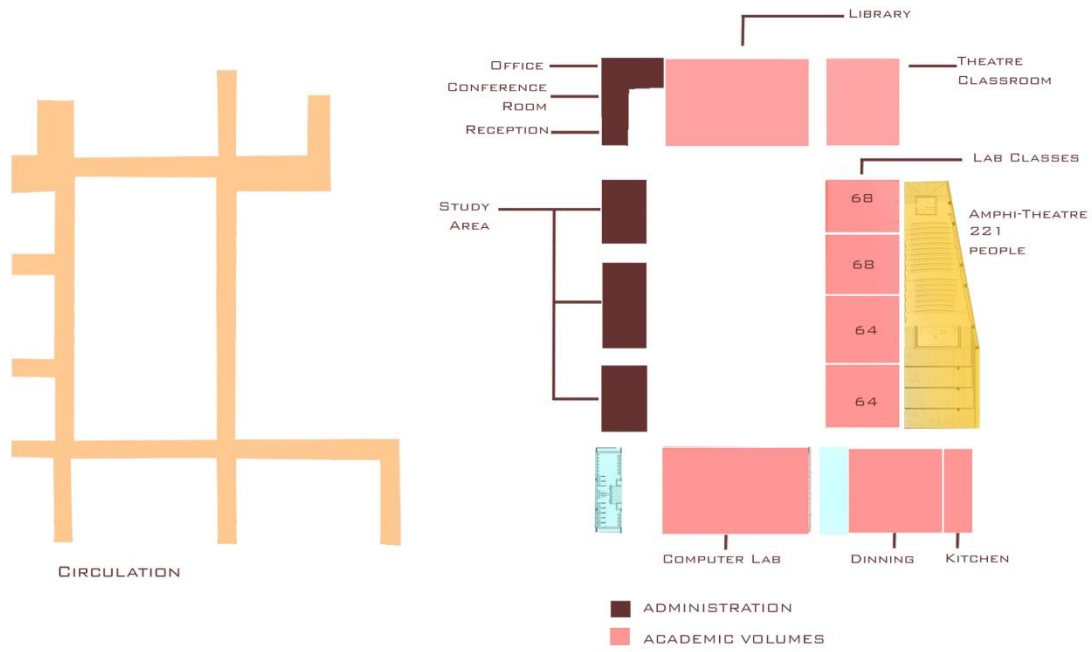 LIBRARY
OFFICE
CONFERENCE
ROOM
RECEPTION
THEATRE
CLASSROOM
LAB CLASSES
STUDY
AREA
68
68
64
64
AMPHI-THEATRE
221
PEOPLE
CIRCULATION
COMPUTER LAB
DINNING
KITCHEN
ADMINISTRATION
ACADEMIC VOLUMES